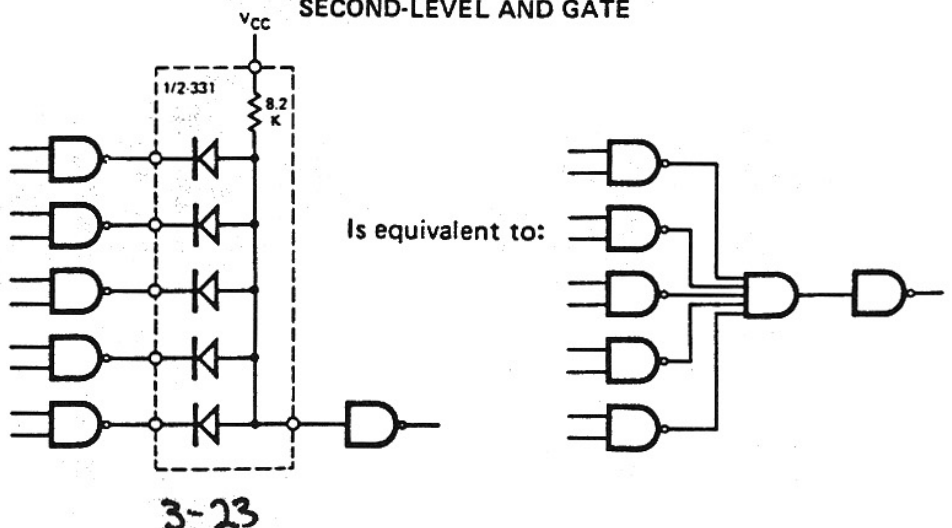 SECOND-LEVEL AND GATE
VCC
1/2-331
8.2
K
Is equivalent to:
3-23